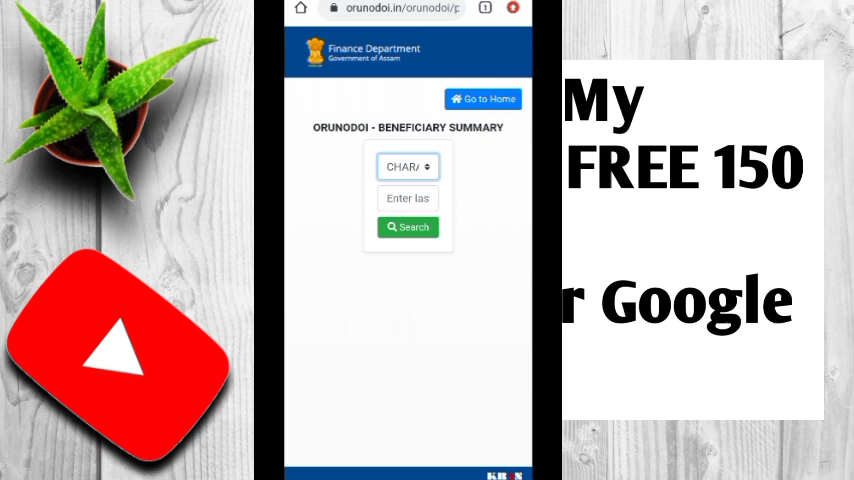 orunodoi.in/orunodoi/p
1
Finance Department
Government of Assam
Go to Home
ORUNODOI - BENEFICIARY SUMMARY
CHARA
Enter las
Search
My
FREE 150
r Google